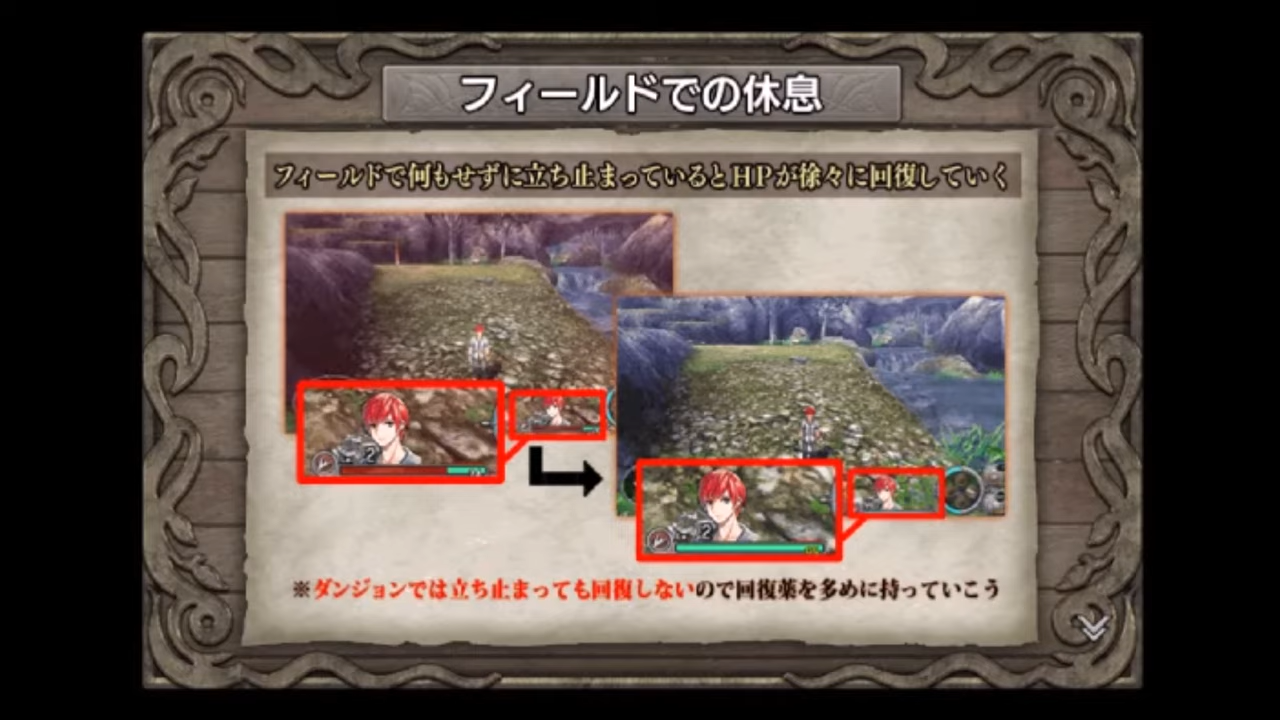 フィールドでの休息
フィールドで何もせずに立ち止まっているとHPが徐々に回復していく
2
2
※ダンジョンでは立ち止まっても回復しないので回復薬を多めに持っていこう